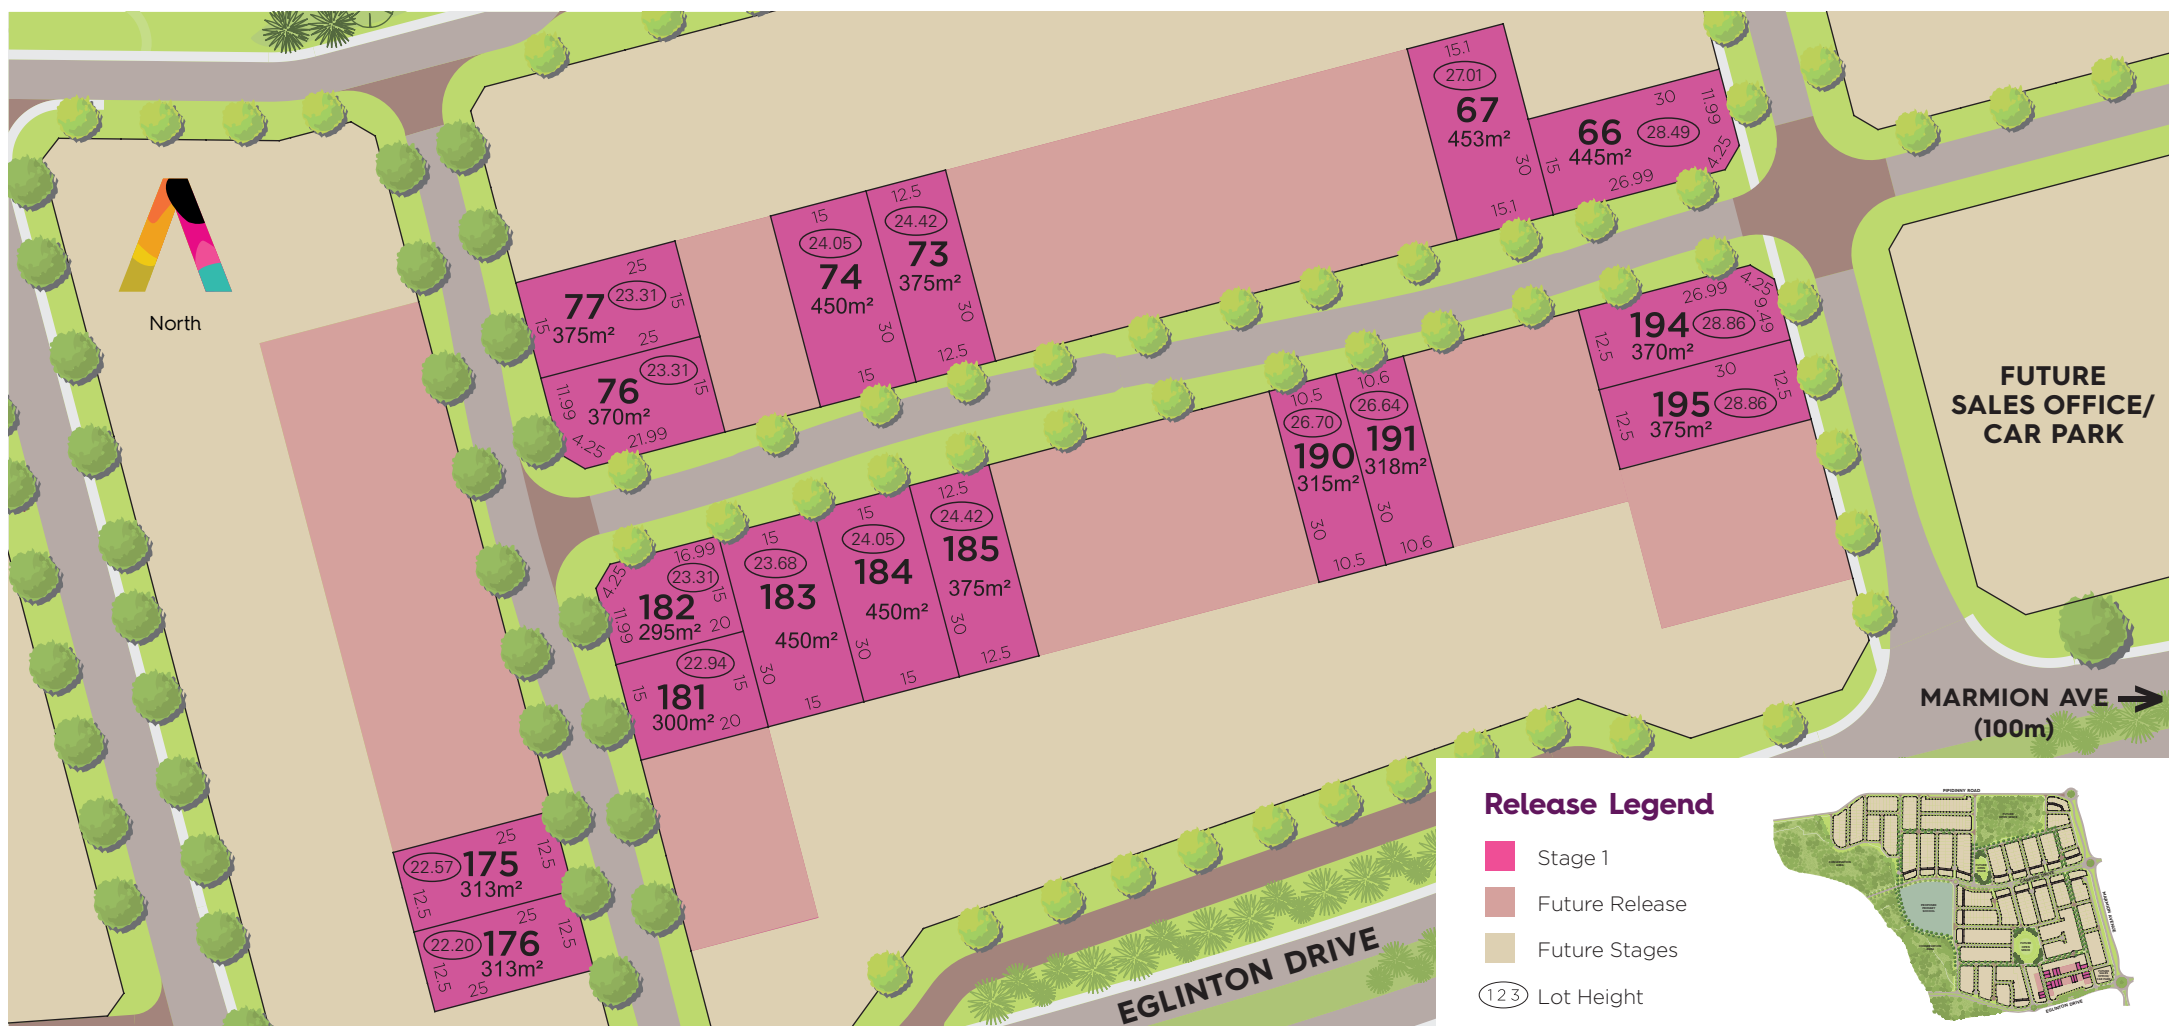 North
15.1
27.01
67
453m²
30
15.1
30
11.99
66
28.49
445m²
15
4.25
26.99
12.5
24.42
73
375m²
30
12.5
15
24.05
74
450m²
30
15
25
77
23.31
15
375m²
15
25
76
23.31
15
370m²
11.99
4.25
21.99
4.25
26.99
9.49
194
28.86
370m²
12.5
30
195
28.86
12.5
375m²
12.5
FUTURE
SALES OFFICE/
CAR PARK
10.6
26.64
191
318m²
30
10.6
10.5
26.70
190
315m²
30
10.5
12.5
24.42
185
375m²
30
12.5
15
24.05
184
450m²
30
15
15
23.68
183
450m²
30
15
16.99
4.25
23.31
15
182
295m²
11.99
20
22.94
15
181
15
300m²
20
25
22.57
175
12.5
313m²
12.5
25
22.20
176
12.5
313m²
12.5
25
MARMION AVE
(100m)
EGLINTON DRIVE
Release Legend
Stage 1
Future Release
Future Stages
123 Lot Height
PIPIDINNY ROAD
MARMION AVENUE
EGLINTON DRIVE